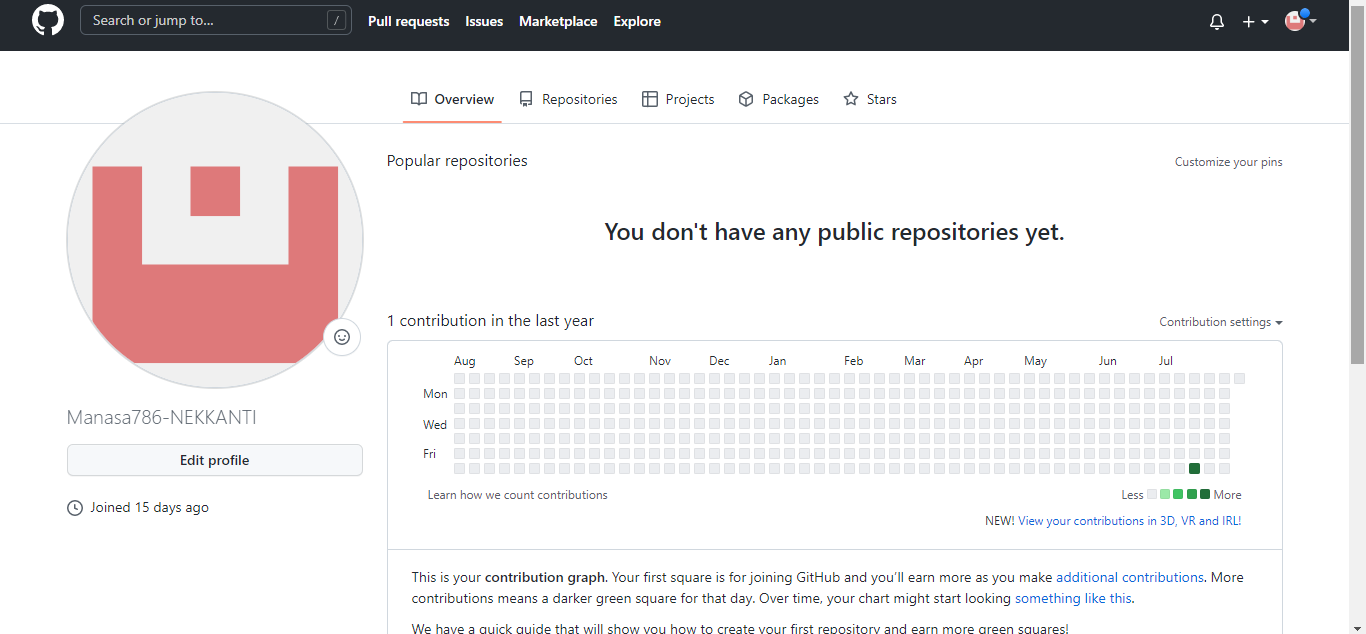 Search or jump to... /
Pull requests Issues Marketplace Explore
Overview Repositories Projects Packages Stars
Popular repositories Customize your pins
You don't have any public repositories yet.
1 contribution in the last year Contribution settings
Aug Sep Oct Nov Dec Jan Feb Mar Apr May Jun Jul
Mon
Wed
Fri
Learn how we count contributions Less More
NEW! View your contributions in 3D, VR and IRL!
Manasa786-NEKKANTI
Edit profile
Joined 15 days ago
This is your contribution graph. Your first square is for joining GitHub and you'll earn more as you make additional contributions. More
contributions means a darker green square for that day. Over time, your chart might start looking something like this.
We have a quick guide that will show you how to create your first repository and earn more green squares!